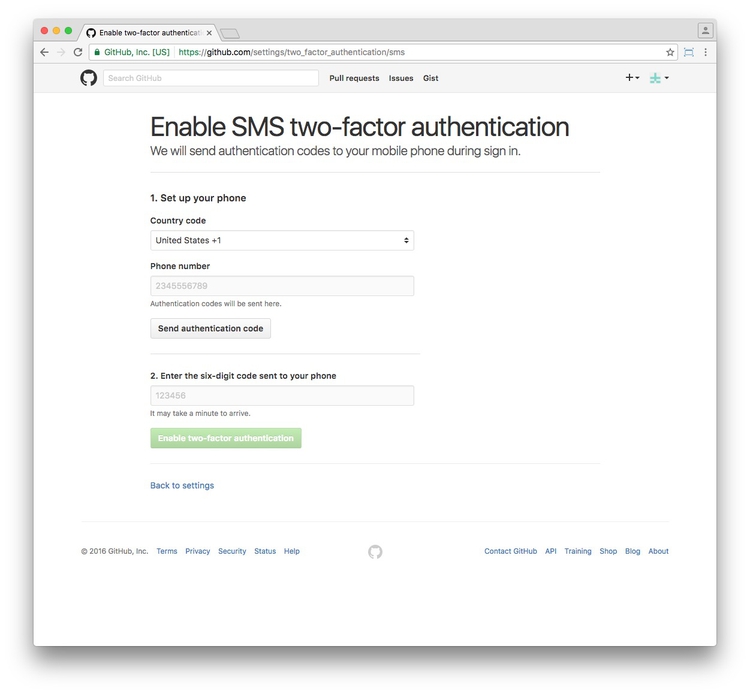 Enable two-factor authenticati
GitHub, Inc. [US] https://github.com/settings/two_factor_authentication/sms
Search GitHub Pull requests Issues Gist
Enable SMS two-factor authentication
We will send authentication codes to your mobile phone during sign in.
1. Set up your phone
Country code
United States +1
Phone number
2345556789
Authentication codes will be sent here.
Send authentication code
2. Enter the six-digit code sent to your phone
123456
It may take a minute to arrive.
Enable two-factor authentication
Back to settings
© 2016 GitHub, Inc. Terms Privacy Security Status Help Contact GitHub API Training Shop Blog About